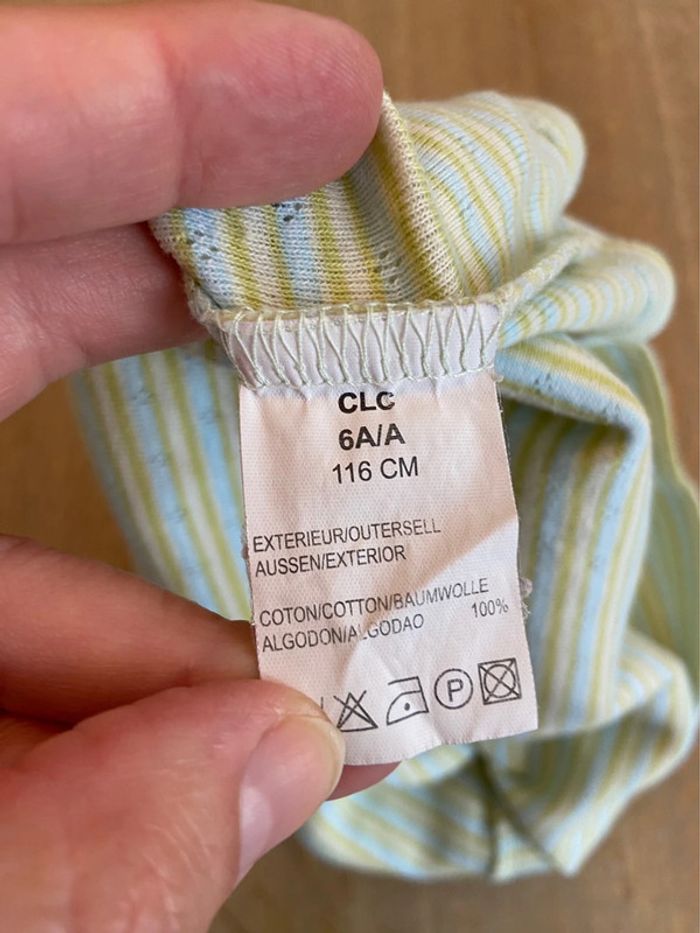 CLC
6A/A
116 CM
EXTERIEUR/OUTERSELL
AUSSEN/EXTERIOR
COTON/COTTON/BAUMWOLLE
100%
ALGODON/ALGODAO
P